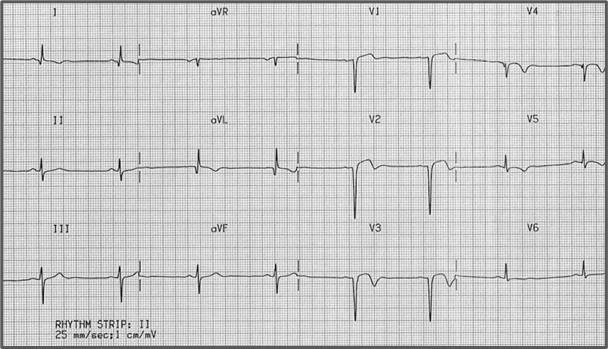 I aVR V1 V4
II aVL V2 V5
III aVF V3 V6
RHYTHM STRIP: II
25 mm/sec;1 cm/mV